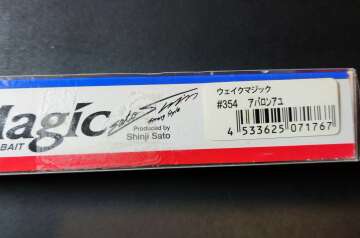 Magic
BAIT
Produced by
Shinji Sato
ウェイクマジック
#354 アバロンアユ
4 533625 071767